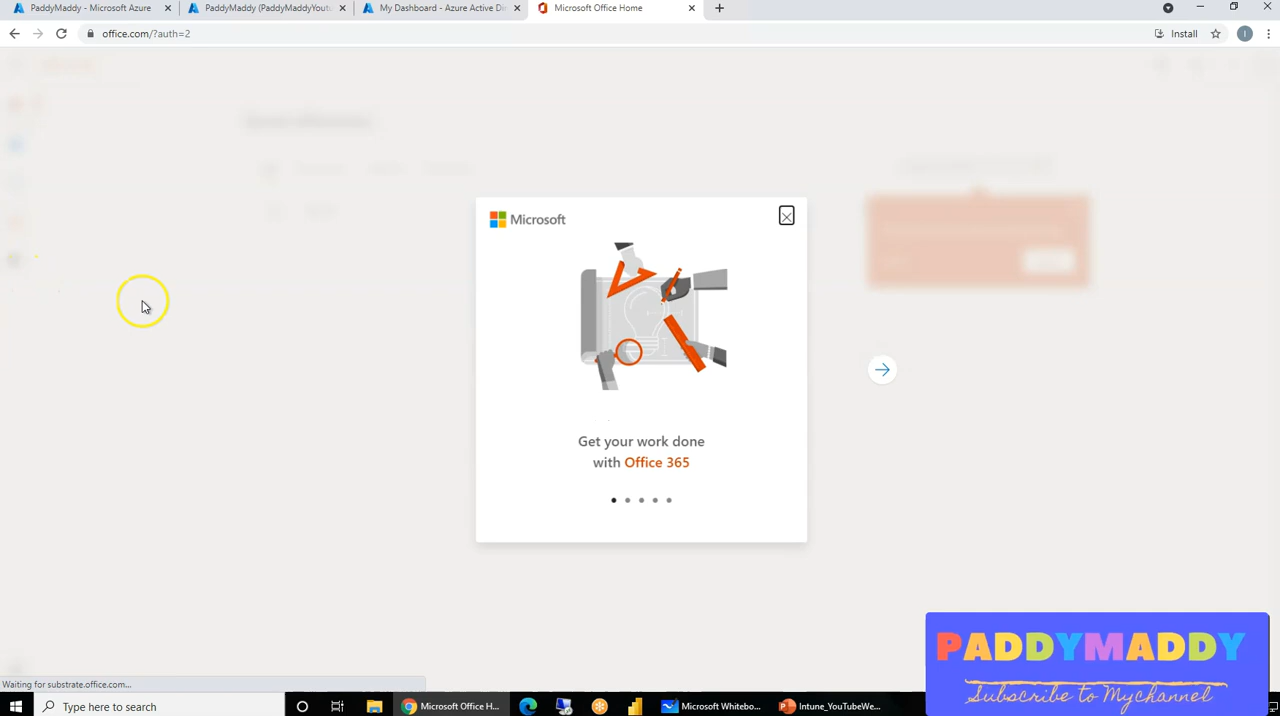 PaddyMaddy - Microsoft Azure
PaddyMaddy (PaddyMaddyYoutu
My Dashboard - Azure Active Di
Microsoft Office Home
office.com/?auth=2
Install
I
Microsoft
Get your work done
with Office 365
PADDYMADDY
Subscribe to Mychannel
Waiting for substrate.office.com...
Type here to search
Microsoft Office H...
Microsoft Whitebo...
Intune_YouTubeWe...